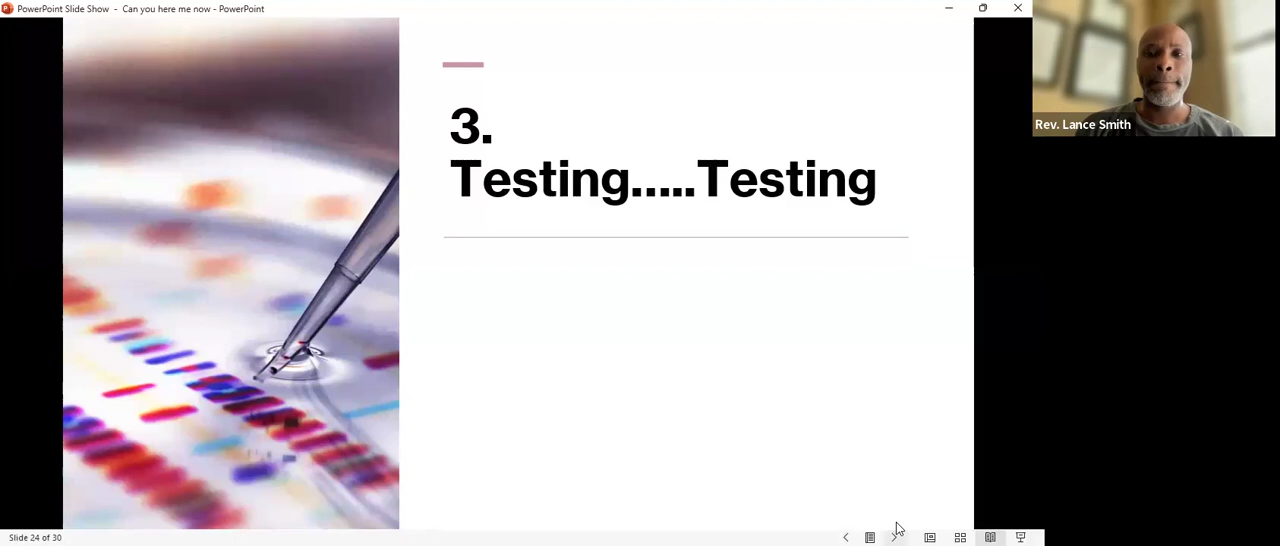 PowerPoint Slide Show - Can you here me now - PowerPoint
Rev. Lance Smith
3.
Testing.....Testing
Slide 24 of 30